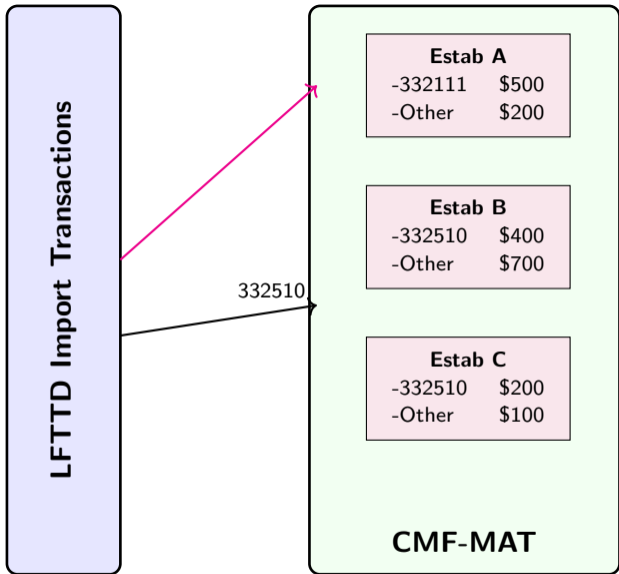 LFTTD Import Transactions
332510
Estab A
-332111 $500
-Other $200
Estab B
-332510 $400
-Other $700
Estab C
-332510 $200
-Other $100
CMF-MAT